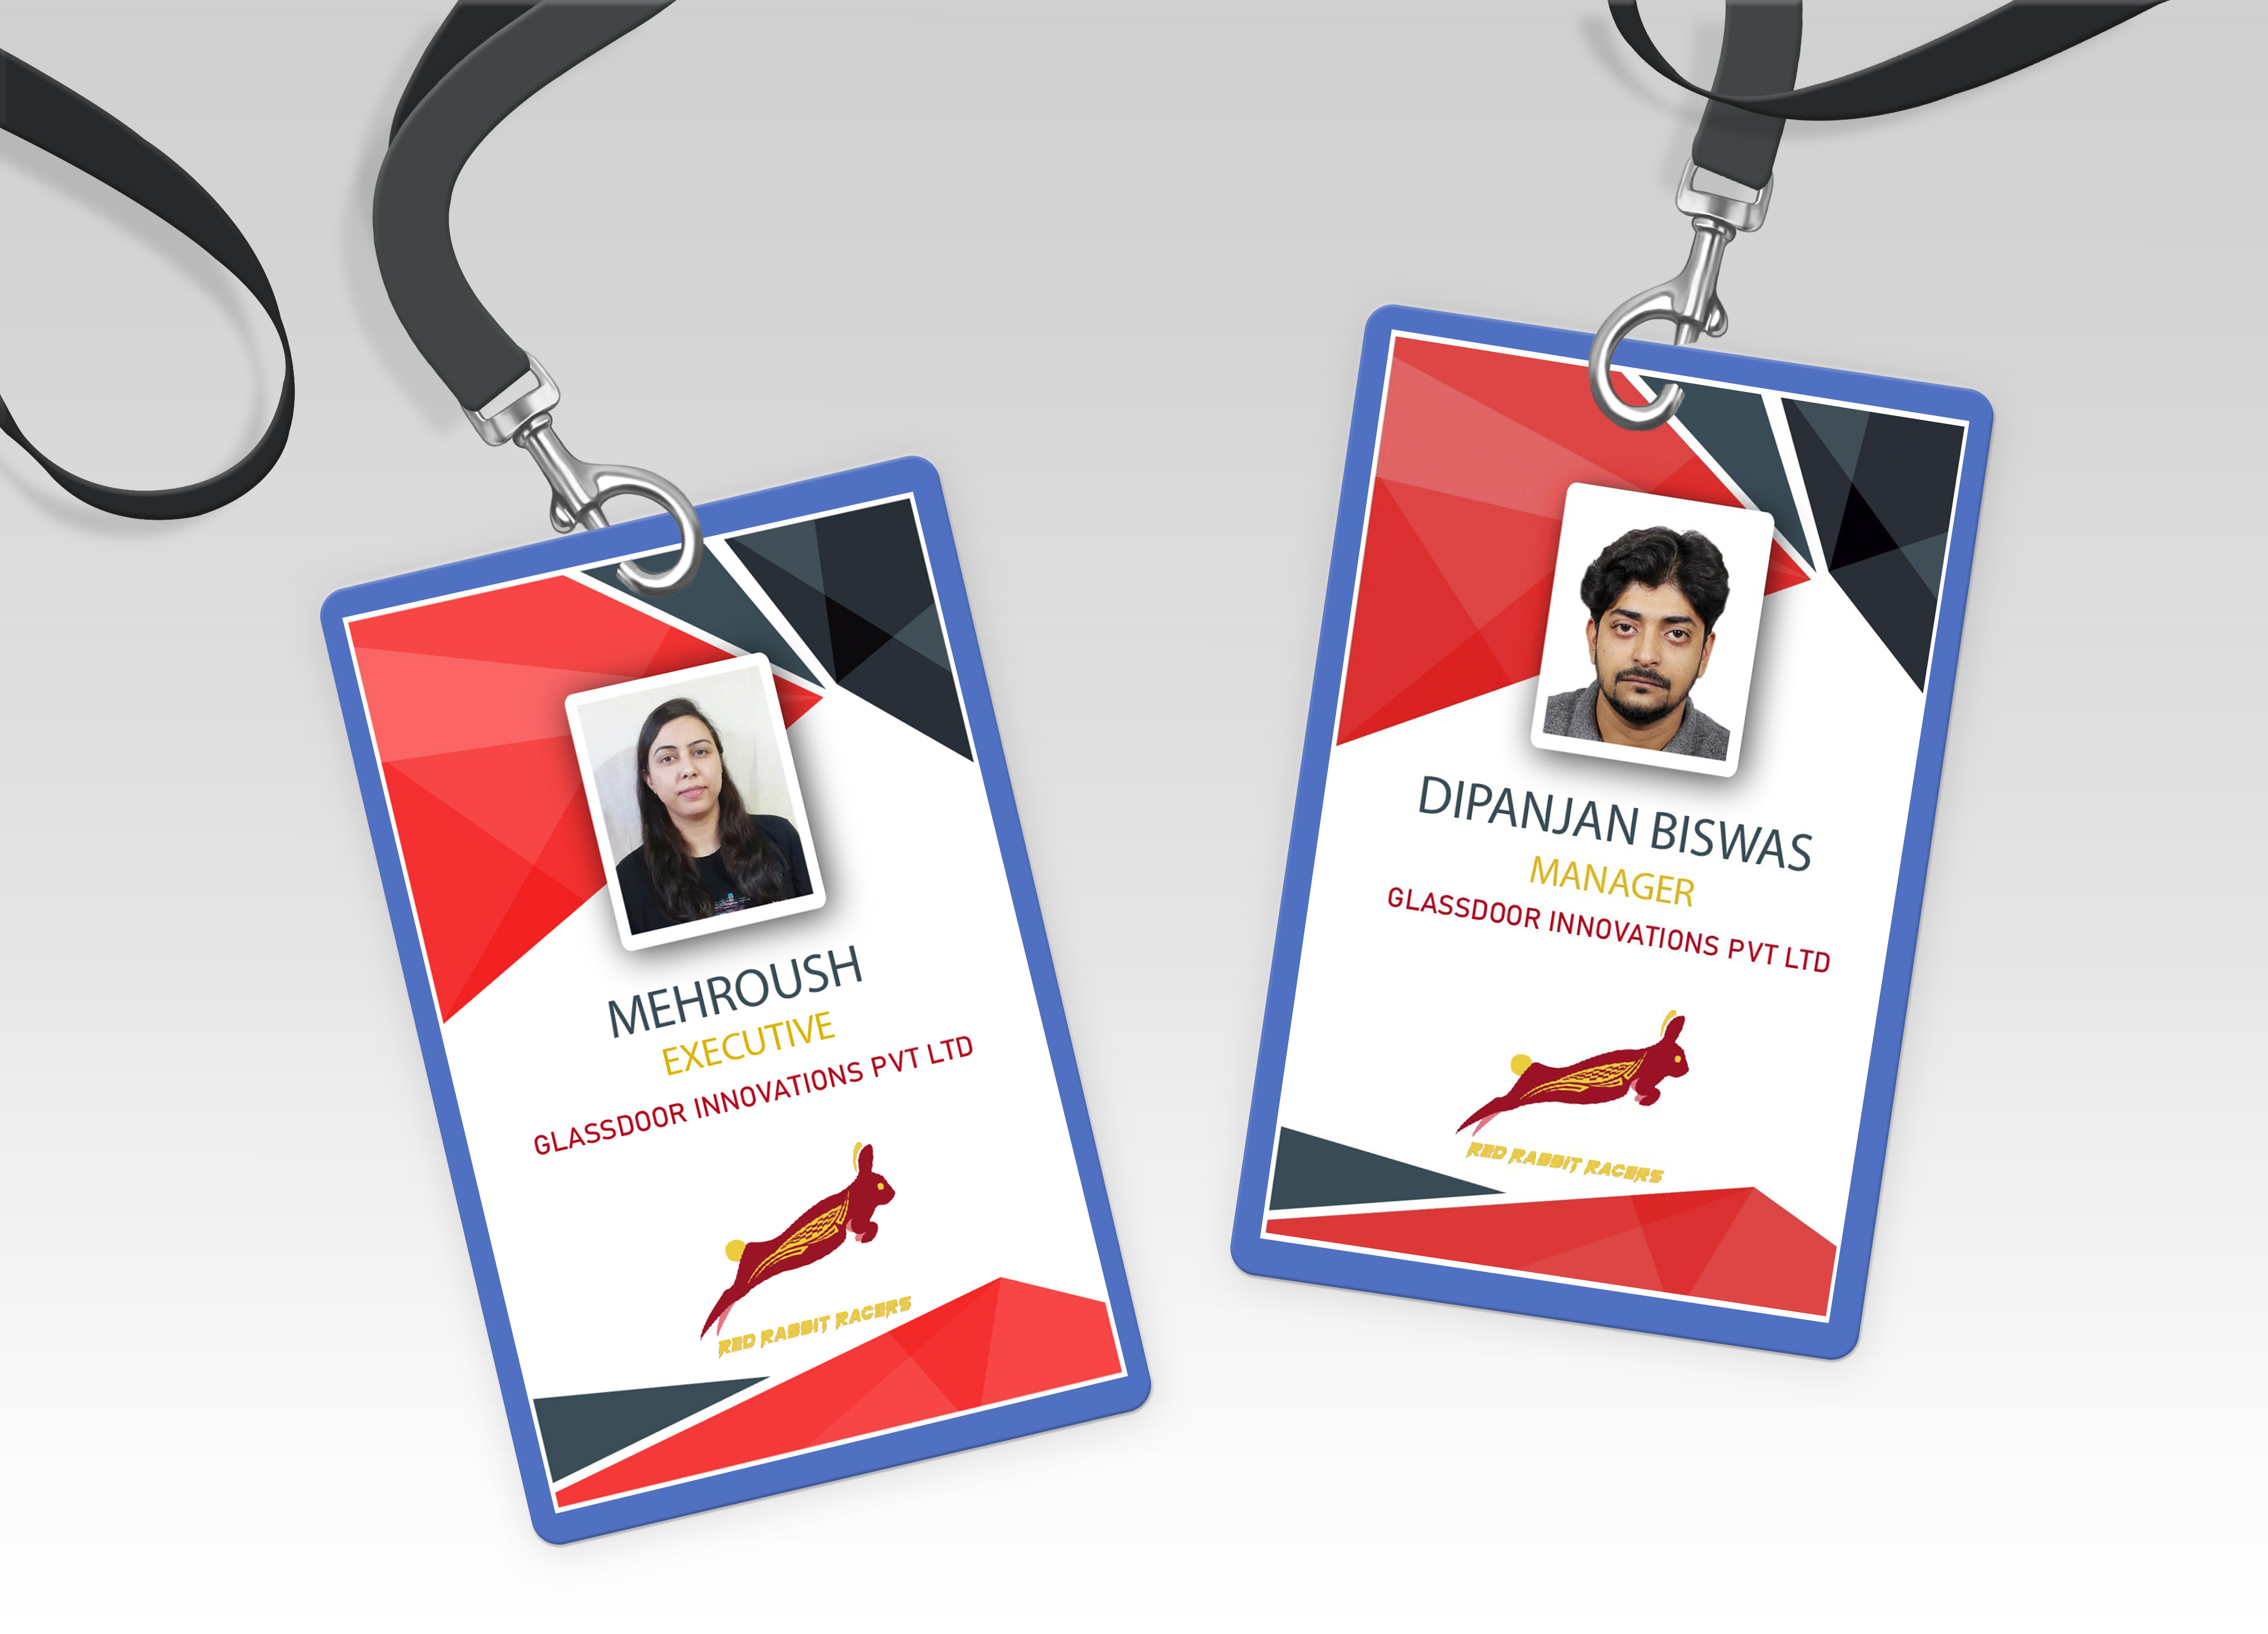 MEHROUSH
EXECUTIVE
GLASSDOOR INNOVATIONS PVT LTD
RED RABBIT RACERS
DIPANJAN BISWAS
MANAGER
GLASSDOOR INNOVATIONS PVT LTD
RED RABBIT RACERS